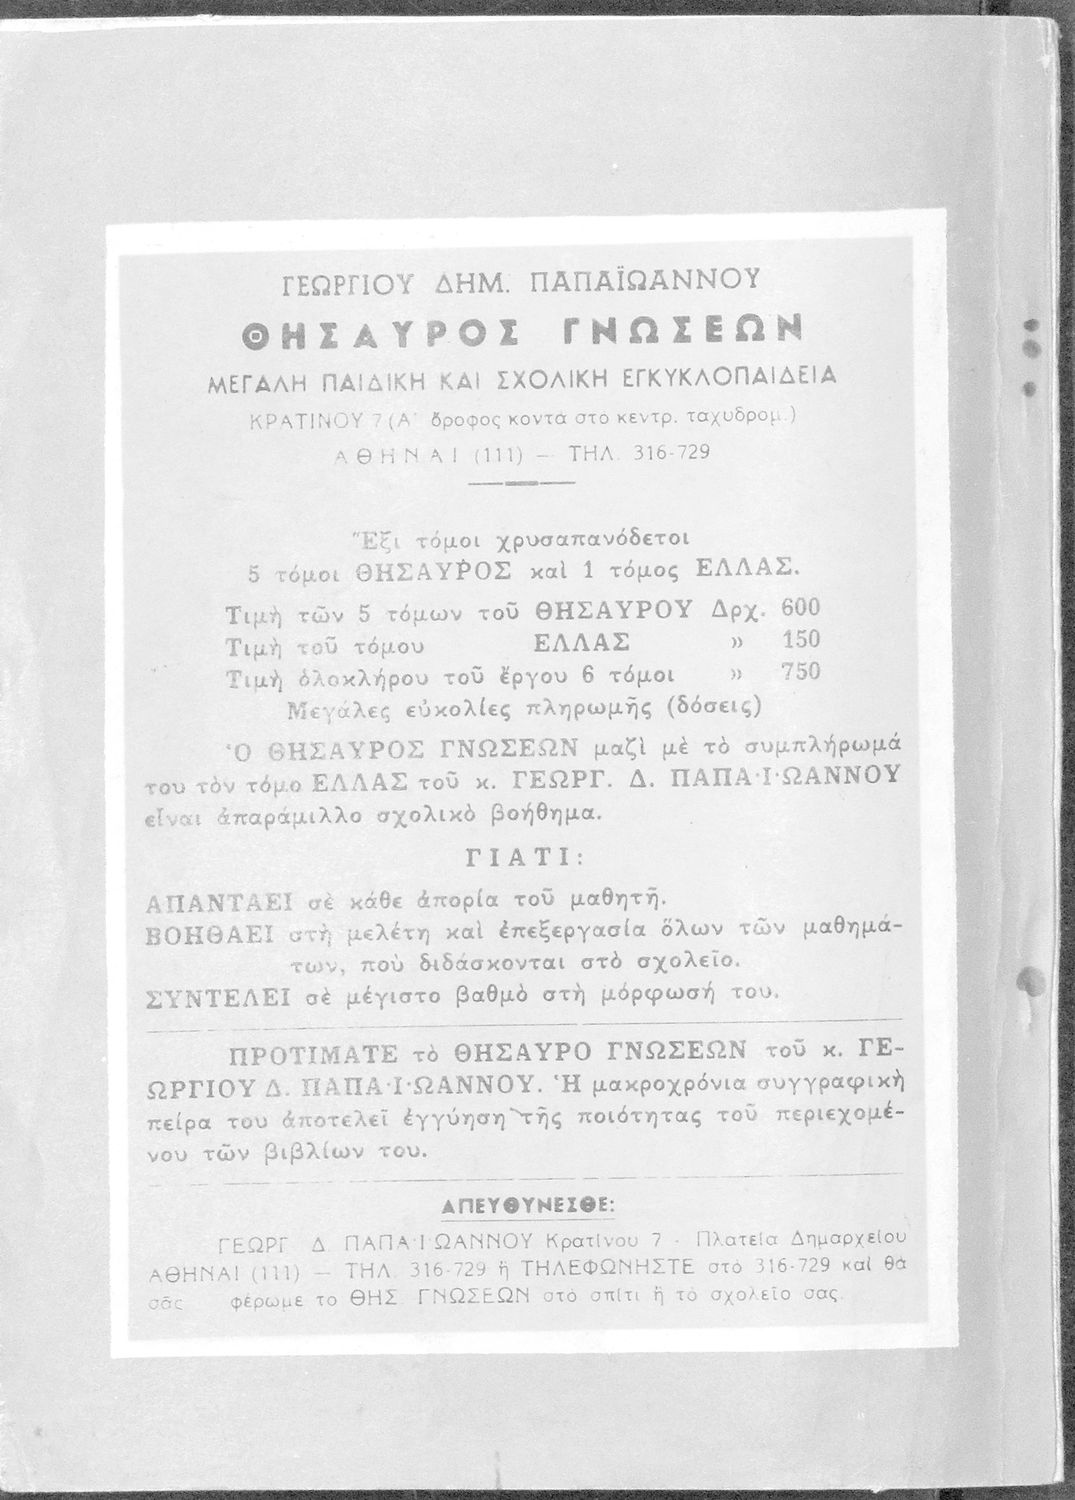 ΓΕΩΡΓΙΟΥ ΔΗΜ. ΠΑΠΑΪΩΑΝΝΟΥ
ΘΗΣΑΥΡΟΣ ΓΝΩΣΕΩΝ
ΜΕΓΑΛΗ ΠΑΙΔΙΚΗ ΚΑΙ ΣΧΟΛΙΚΗ ΕΓΚΥΚΛΟΠΑΙΔΕΙΑ
ΚΡΑΤΙΝΟΥ 7 (Α' ὄροφος κοντα στο κεντρ. ταχυδρομ.)
ΑΘΗΝΑΙ (111) — ΤΗΛ. 316-729
Ἕξι τόμοι χρυσαπανόδετοι
5 τόμοι ΘΗΣΑΥΡΟΣ καὶ 1 τόμος ΕΛΛΑΣ.
Τιμὴ τῶν 5 τόμων τοῦ ΘΗΣΑΥΡΟΥ Δρχ. 600
Τιμὴ τοῦ τόμου ΕΛΛΑΣ » 150
Τιμὴ ὁλοκλήρου τοῦ ἔργου 6 τόμοι » 750
Μεγάλες εὐκολίες πληρωμῆς (δόσεις)
Ὁ ΘΗΣΑΥΡΟΣ ΓΝΩΣΕΩΝ μαζὶ μὲ τὸ συμπλήρωμά
του τὸν τόμο ΕΛΛΑΣ τοῦ κ. ΓΕΩΡΓ. Δ. ΠΑΠΑ·Ι·ΩΑΝΝΟΥ
εἶναι ἀπαράμιλλο σχολικὸ βοήθημα.
ΓΙΑΤΙ:
ΑΠΑΝΤΑΕΙ σὲ κάθε ἀπορία τοῦ μαθητῆ.
ΒΟΗΘΑΕΙ στὴ μελέτη καὶ ἐπεξεργασία ὅλων τῶν μαθημά-
των, ποὺ διδάσκονται στὸ σχολεῖο.
ΣΥΝΤΕΛΕΙ σὲ μέγιστο βαθμὸ στὴ μόρφωσή του.
ΠΡΟΤΙΜΑΤΕ τὸ ΘΗΣΑΥΡΟ ΓΝΩΣΕΩΝ τοῦ κ. ΓΕ-
ΩΡΓΙΟΥ Δ. ΠΑΠΑ·Ι·ΩΑΝΝΟΥ. Ἡ μακροχρόνια συγγραφικὴ
πείρα του ἀποτελεῖ ἐγγύηση τῆς ποιότητας τοῦ περιεχομέ-
νου τῶν βιβλίων του.
ΑΠΕΥΘΥΝΕΣΘΕ:
ΓΕΩΡΓ. Δ. ΠΑΠΑ·Ι·ΩΑΝΝΟΥ Κρατίνου 7 - Πλατεία Δημαρχείου
ΑΘΗΝΑΙ (111) — ΤΗΛ. 316-729 ἢ ΤΗΛΕΦΩΝΗΣΤΕ στὸ 316-729 καὶ θὰ
σᾶς φέρωμε το ΘΗΣ. ΓΝΩΣΕΩΝ στὸ σπίτι ἢ τὸ σχολεῖο σας.